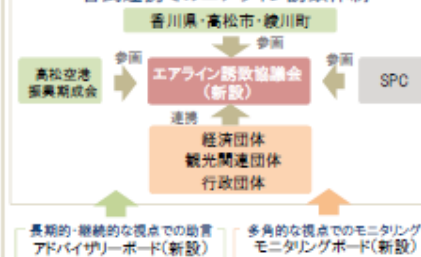 香川県・高松市・綾川町
参画
参画
参画
高松空港
振興期成会
エアライン誘致協議会
(新設)
SPC
連携
経済団体
観光関連団体
行政団体
長期的・継続的な視点での助言
アドバイザリーボード(新設)
多角的な視点でのモニタリング
モニタリングボード(新設)